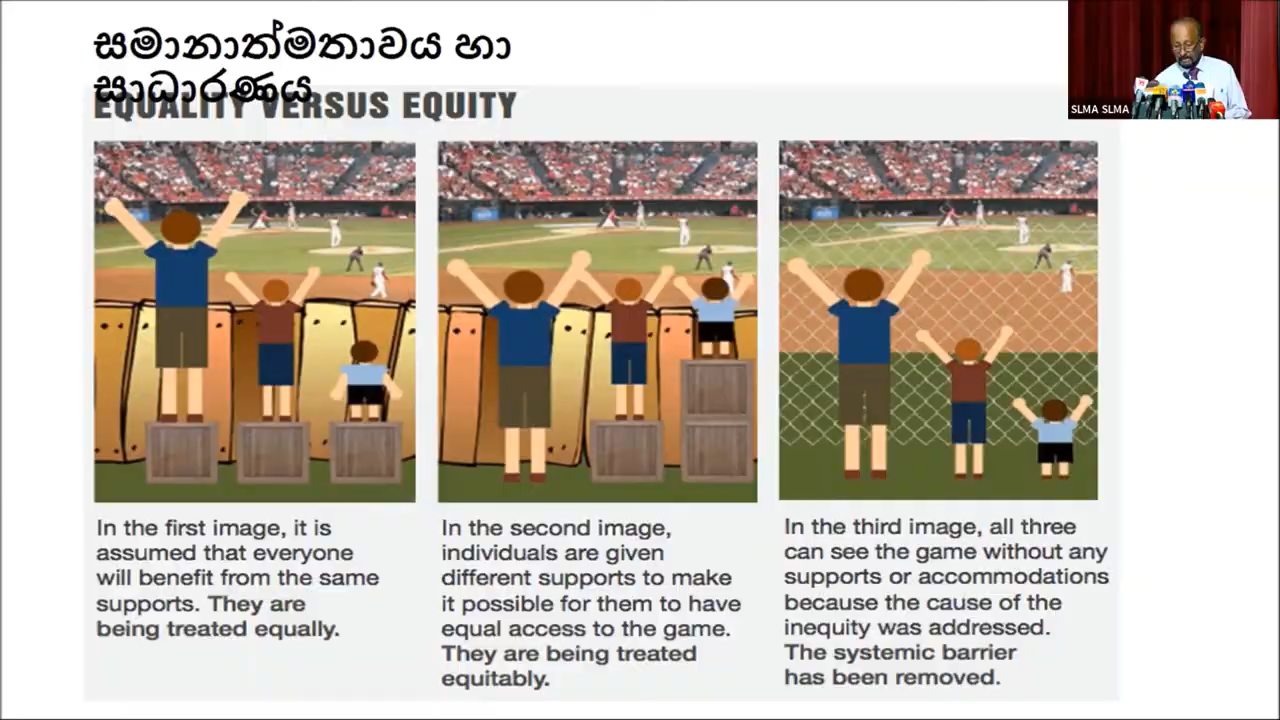 සමානාත්මතාවය හා
සාධාරණය
EQUALITY VERSUS EQUITY
SLMA SLMA
In the first image, it is
assumed that everyone
will benefit from the same
supports. They are
being treated equally.
In the second image,
individuals are given
different supports to make
it possible for them to have
equal access to the game.
They are being treated
equitably.
In the third image, all three
can see the game without any
supports or accommodations
because the cause of the
inequity was addressed.
The systemic barrier
has been removed.